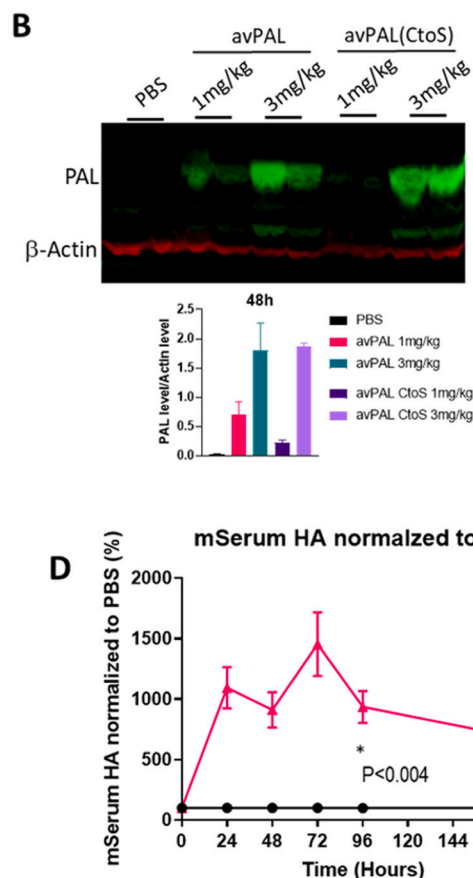 B
avPAL
avPAL(CtoS)
PBS
1mg/kg
3mg/kg
1mg/kg
3mg/kg
PAL
β-Actin
48h
PAL level/Actin level
2.5
2.0
1.5
1.0
0.5
0.0
PBS
avPAL 1mg/kg
avPAL 3mg/kg
avPAL CtoS 1mg/kg
avPAL CtoS 3mg/kg
mSerum HA normalzed to
D
mSerum HA normalized to PBS (%)
2000
1500
1000
500
0
*
P<0.004
0 24 48 72 96 120 144
Time (Hours)